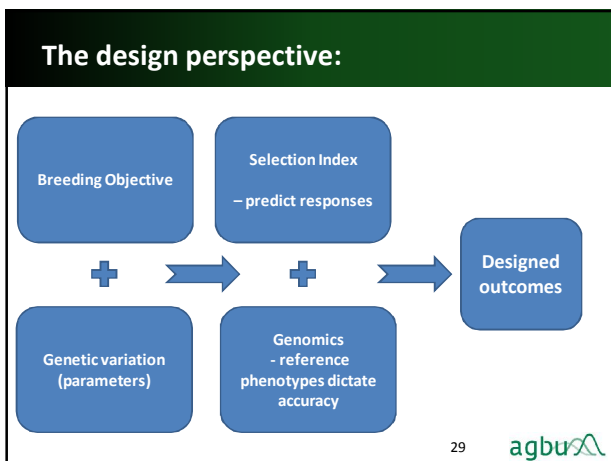 The design perspective:
Breeding Objective
Selection Index
– predict responses
Genetic variation
(parameters)
Genomics
- reference
phenotypes dictate
accuracy
Designed
outcomes
29
agbu